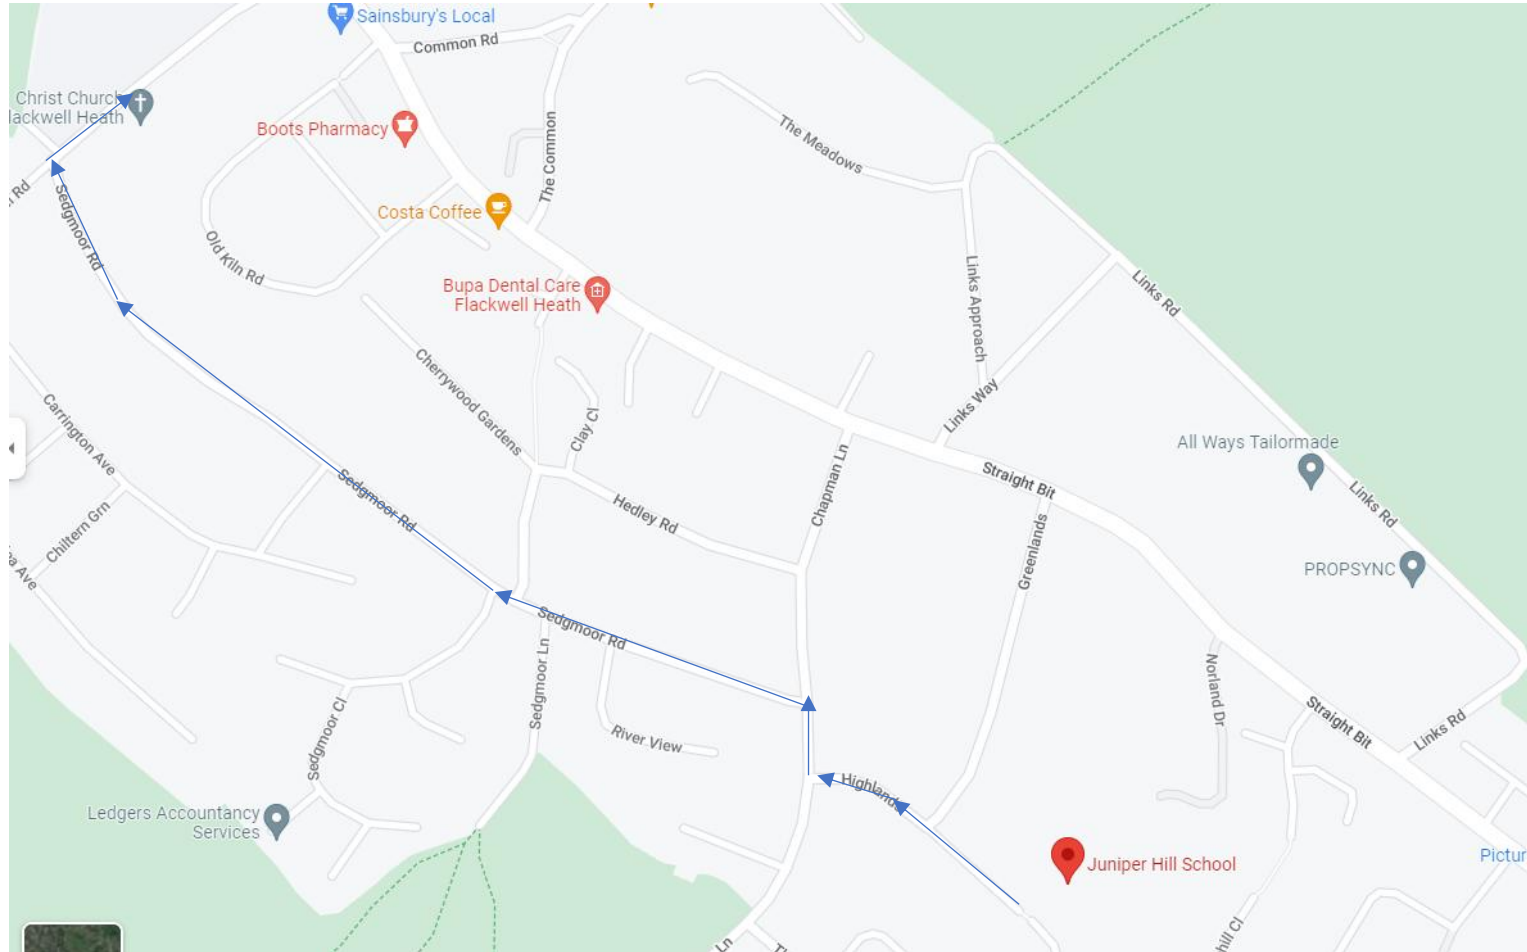 Sainsbury's Local
Common Rd
Christ Church
lackwell Heath
Boots Pharmacy
The Common
The Meadows
Rd
Sedgmoor Rd
Costa Coffee
Old Kiln Rd
Links Approach
Links Rd
Bupa Dental Care
Flackwell Heath
Cherrywood Gardens
Clay Cl
Links Way
Carrington Ave
All Ways Tailormade
Chapman Ln
Straight Bit
Sedgmoor Rd
Hedley Rd
Links Rd
Chiltern Grn
Greenlands
PROPSYNC
ea Ave
Sedgmoor Rd
Sedgmoor Ln
Norland Dr
Sedgmoor Cl
River View
Straight Bit
Links Rd
Highlands
Ledgers Accountancy
Services
Juniper Hill School
Pictur
hill Cl
Ln